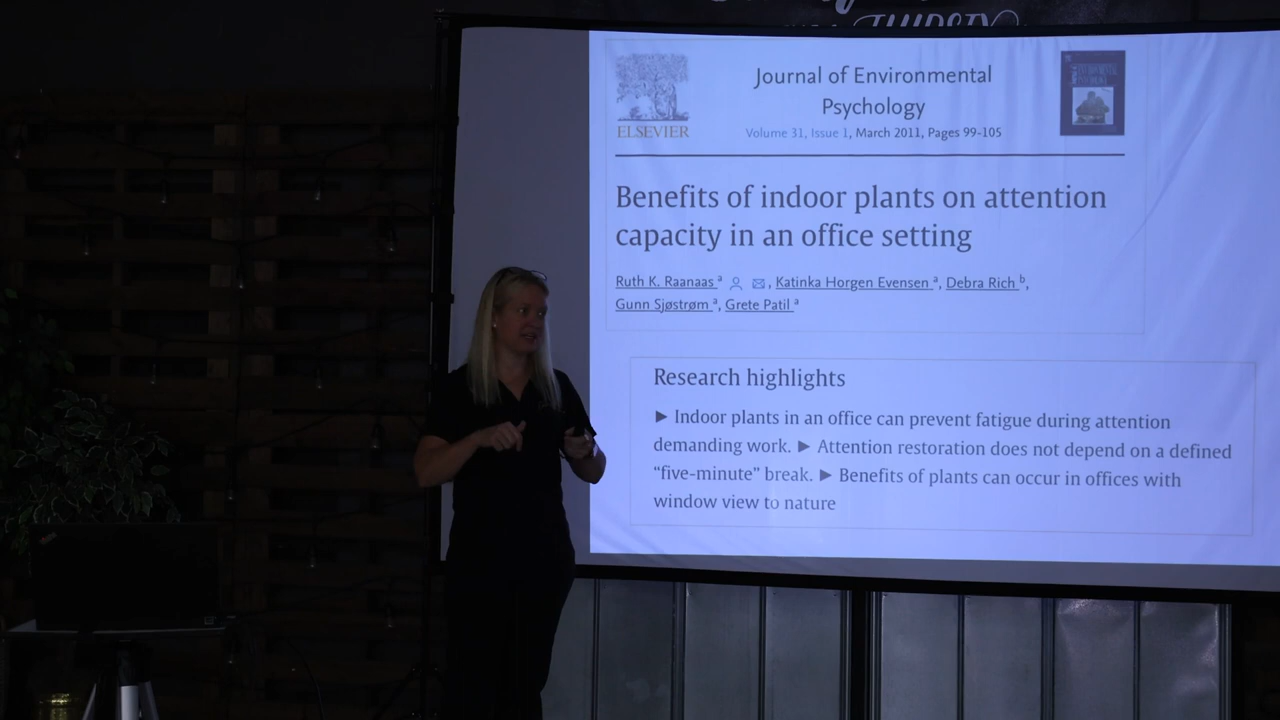 THIRSTY
Journal of Environmental
Psychology
Volume 31, Issue 1, March 2011, Pages 99-105
ELSEVIER
Benefits of indoor plants on attention
capacity in an office setting
Ruth K. Raanaas a, Katinka Horgen Evensen a, Debra Rich b,
Gunn Sjøstrøm a, Grete Patil a
Research highlights
► Indoor plants in an office can prevent fatigue during attention
demanding work. ► Attention restoration does not depend on a defined
“five-minute” break. ► Benefits of plants can occur in offices with
window view to nature